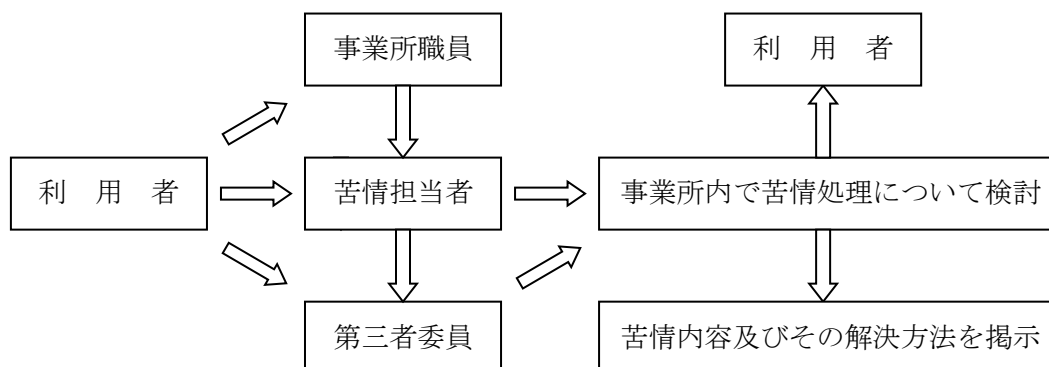 事業所職員
利　用　者
利　用　者
苦情担当者
事業所内で苦情処理について検討
第三者委員
苦情内容及びその解決方法を掲示